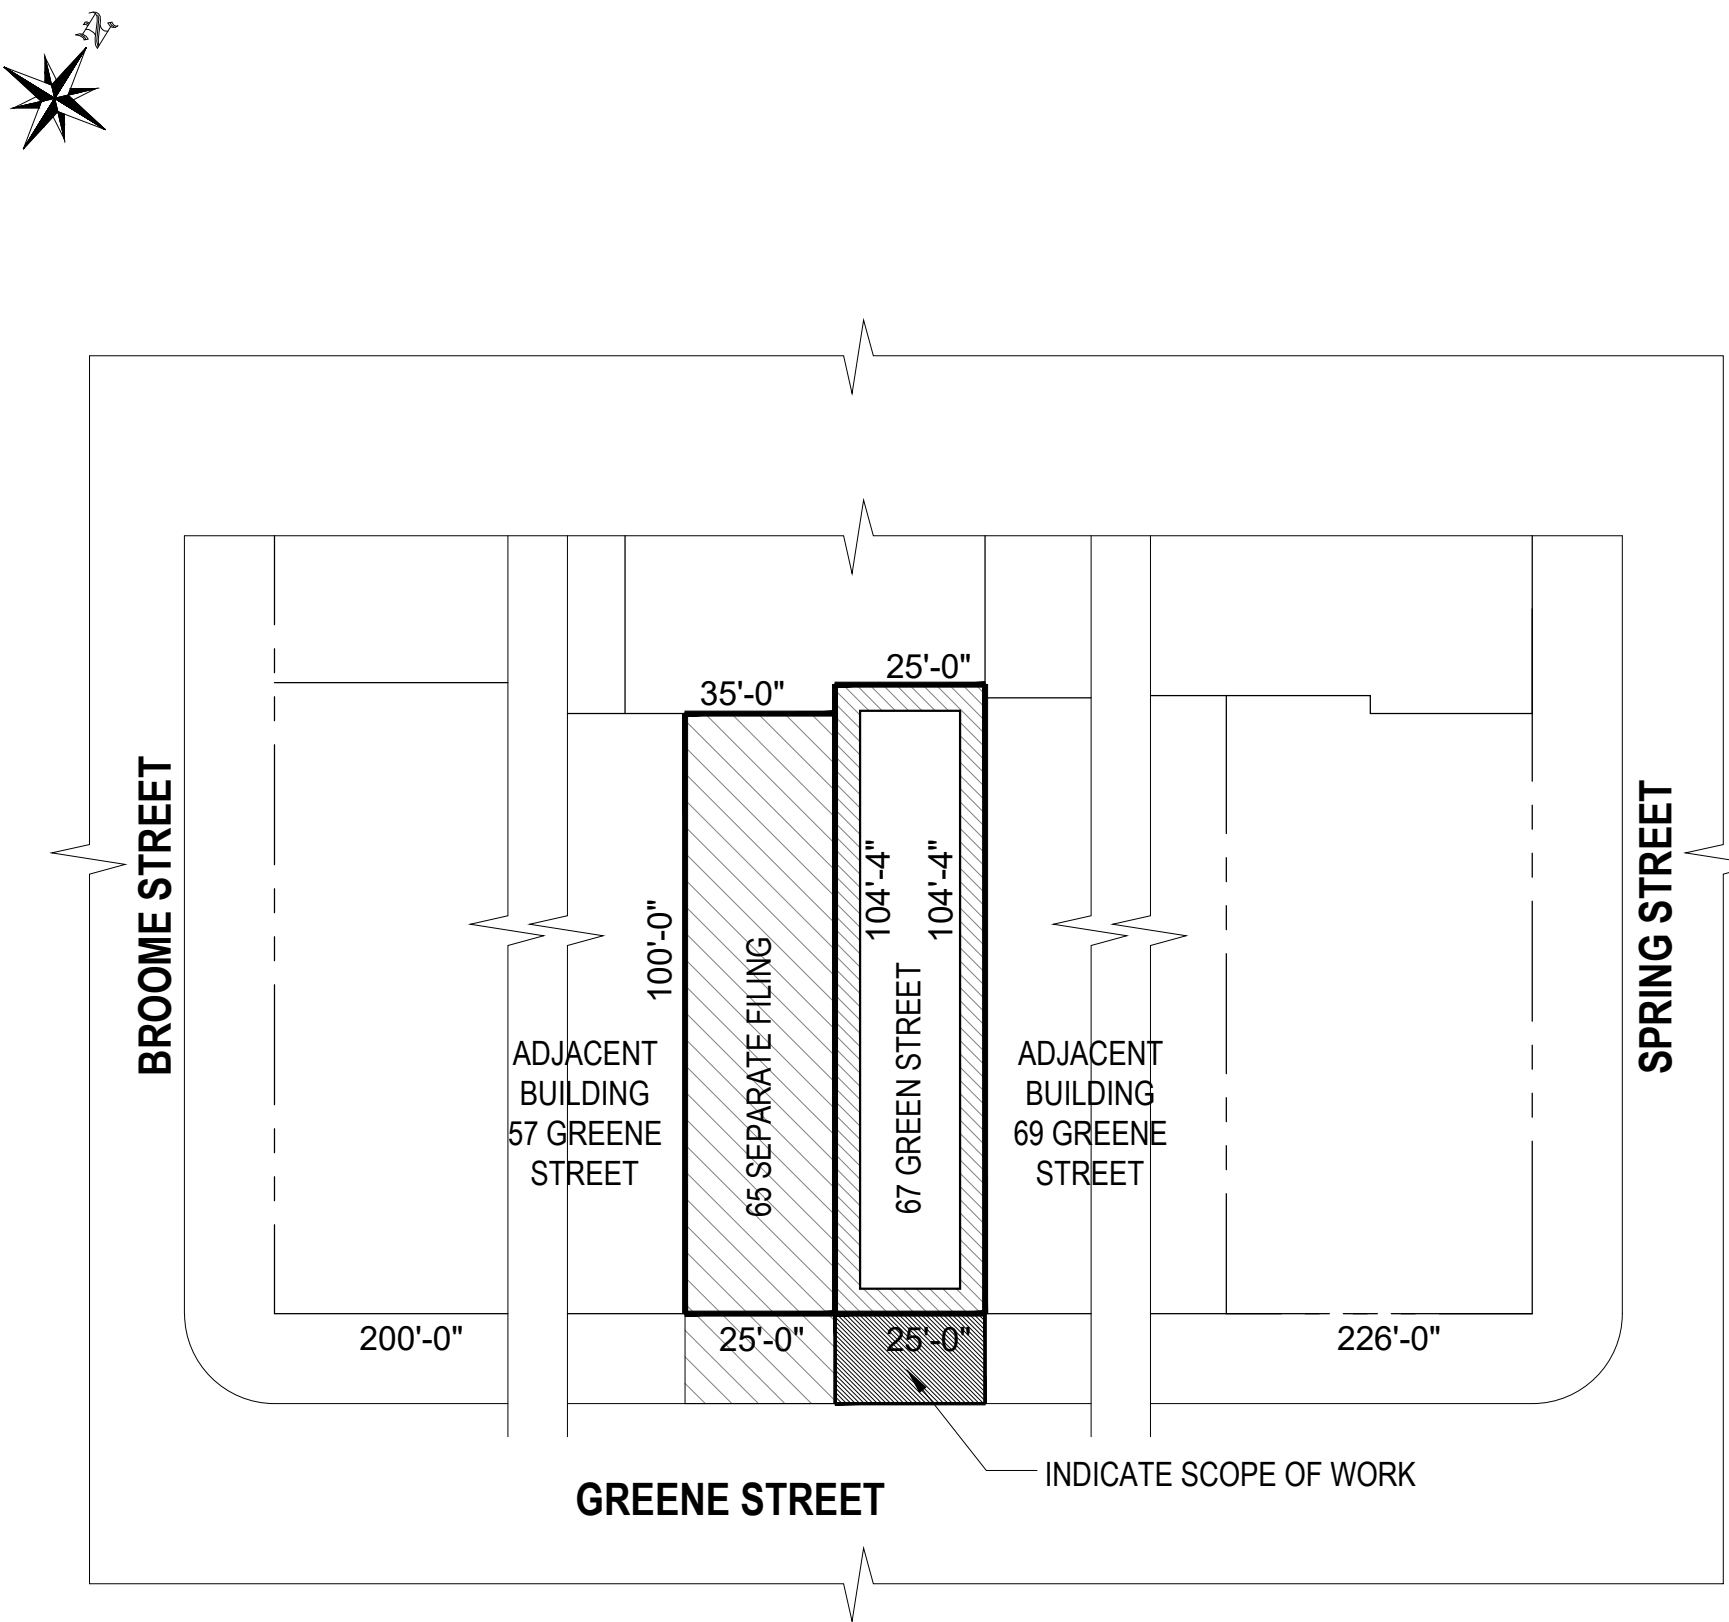 N
25'-0"
35'-0"
BROOME STREET
SPRING STREET
104'-4"
104'-4"
100'-0"
65 SEPARATE FILING
67 GREEN STREET
ADJACENT
BUILDING
57 GREENE
STREET
ADJACENT
BUILDING
69 GREENE
STREET
200'-0"
25'-0"
25'-0"
226'-0"
INDICATE SCOPE OF WORK
GREENE STREET